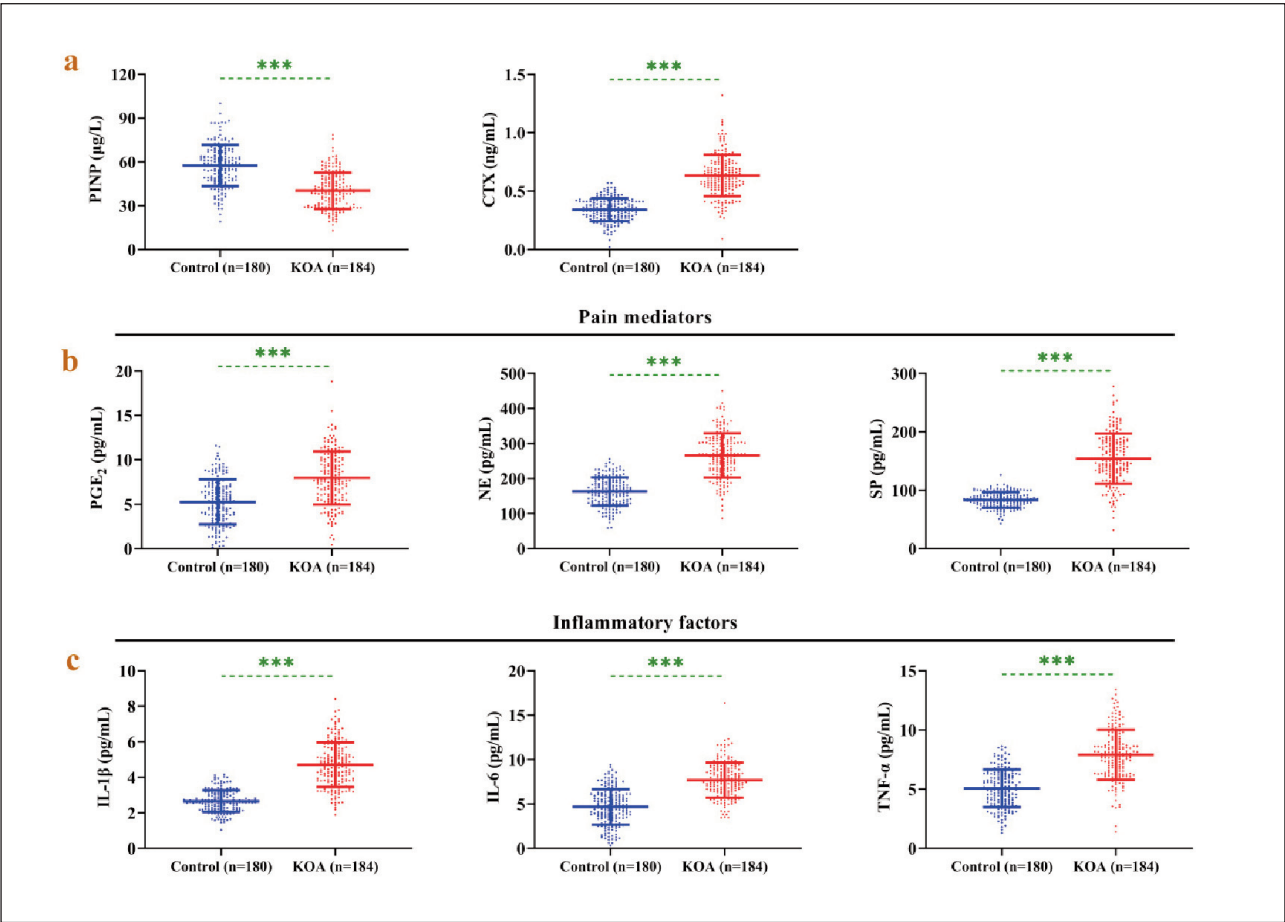 a
***
***
120
90
60
30
0
PINP (μg/L)
Control (n=180)
KOA (n=184)
1.5
1.0
0.5
0.0
CTX (ng/mL)
Control (n=180)
KOA (n=184)
Pain mediators
b
***
***
***
20
15
10
5
0
PGE₂ (pg/mL)
Control (n=180)
KOA (n=184)
500
400
300
200
100
0
NE (pg/mL)
Control (n=180)
KOA (n=184)
300
200
100
0
SP (pg/mL)
Control (n=180)
KOA (n=184)
Inflammatory factors
c
***
***
***
10
8
6
4
2
0
IL-1β (pg/mL)
Control (n=180)
KOA (n=184)
20
15
10
5
0
IL-6 (pg/mL)
Control (n=180)
KOA (n=184)
15
10
5
0
TNF-α (pg/mL)
Control (n=180)
KOA (n=184)